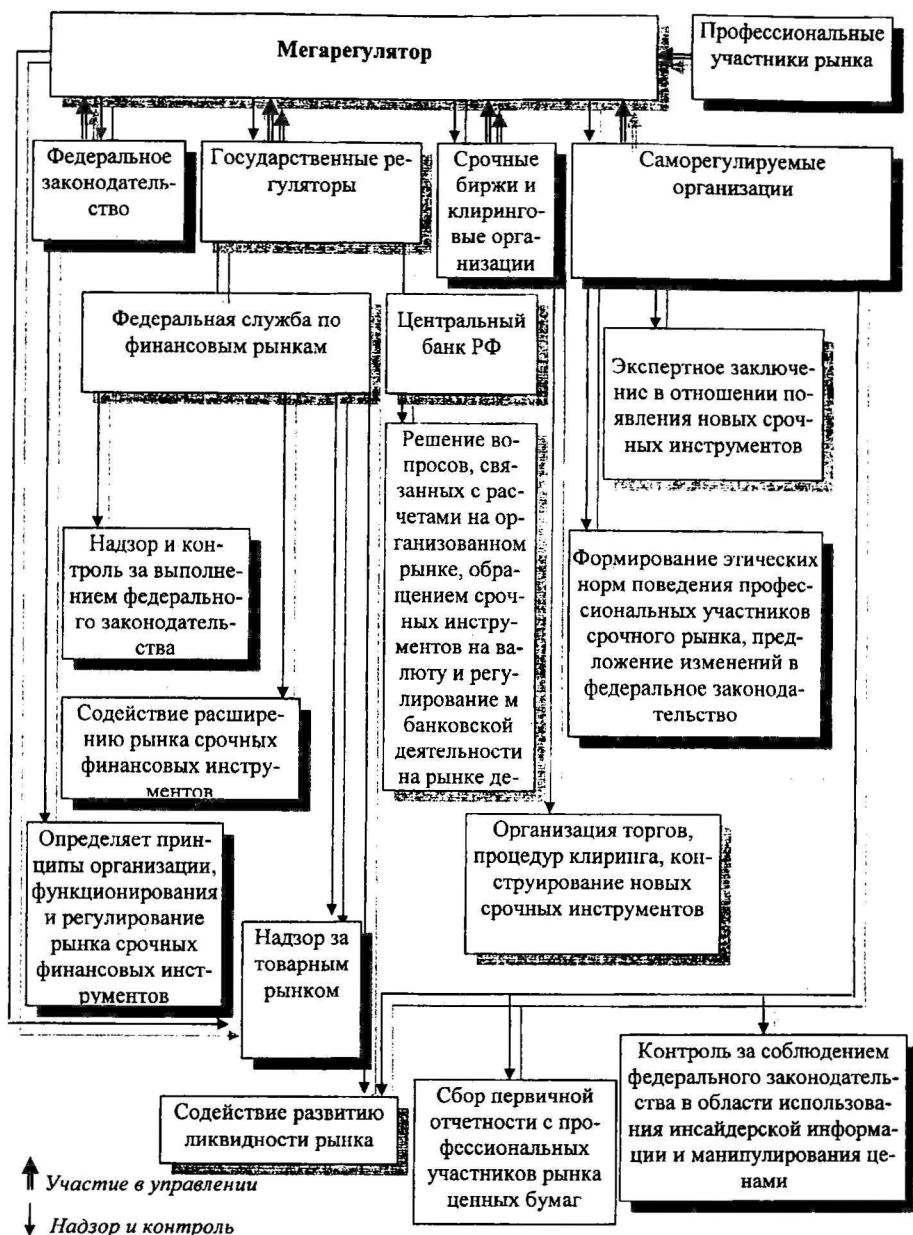 Мегарегулятор
Профессиональные
участники рынка
Федеральное
законодатель-
ство
Государственные ре-
гуляторы
Срочные
биржи и
клиринго-
вые орга-
низации
Саморегулируемые
организации
Федеральная служба по
финансовым рынкам
Центральный
банк РФ
Экспертное заключе-
ние в отношении по-
явления новых сроч-
ных инструментов
Решение во-
просов, свя-
занных с рас-
четами на ор-
ганизованном
рынке, обра-
щением сроч-
ных инстру-
ментов на ва-
люту и регу-
лирование м
банковской
деятельности
на рынке де-
Надзор и кон-
троль за выполне-
нием федерально-
го законодатель-
ства
Формирование этических
норм поведения профес-
сиональных участников
срочного рынка, пред-
ложение изменений в
федеральное законода-
тельство
Содействие расшире-
нию рынка срочных
финансовых инстру-
ментов
Определяет прин-
ципы организации,
функционирования
и регулирование
рынка срочных
финансовых инст-
рументов
Организация торгов,
процедур клиринга, кон-
струирование новых
срочных инструментов
Надзор за
товарным
рынком
Содействие развитию
ликвидности рынка
Сбор первичной
отчетности с про-
фессиональных
участников рынка
ценных бумаг
Контроль за соблюдением
федерального законодатель-
ства в области использова-
ния инсайдерской информа-
ции и манипулирования це-
нами
Участие в управлении
Надзор и контроль